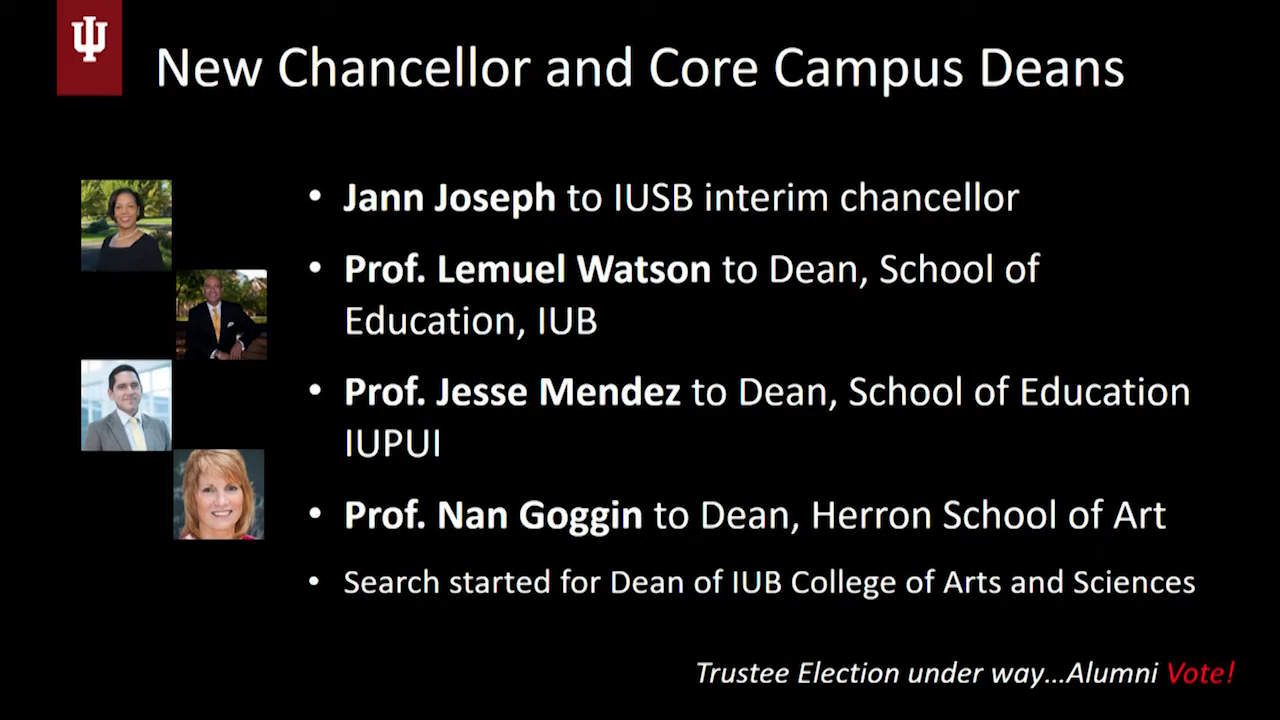 New Chancellor and Core Campus Deans
• Jann Joseph to IUSB interim chancellor
• Prof. Lemuel Watson to Dean, School of
Education, IUB
• Prof. Jesse Mendez to Dean, School of Education
IUPUI
• Prof. Nan Goggin to Dean, Herron School of Art
• Search started for Dean of IUB College of Arts and Sciences
Trustee Election under way...Alumni Vote!